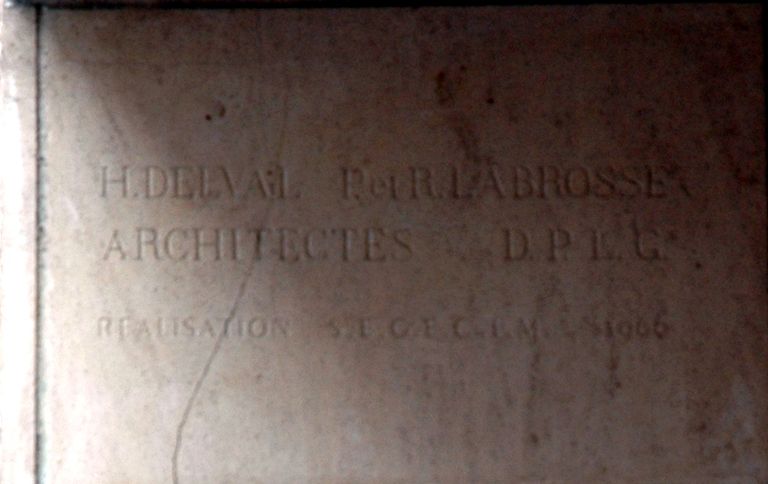 H.DELVAL P. et R. LABROSSE
ARCHITECTES D.P.L.G.
REALISATION S.E.G.E.C.I.M. 1966